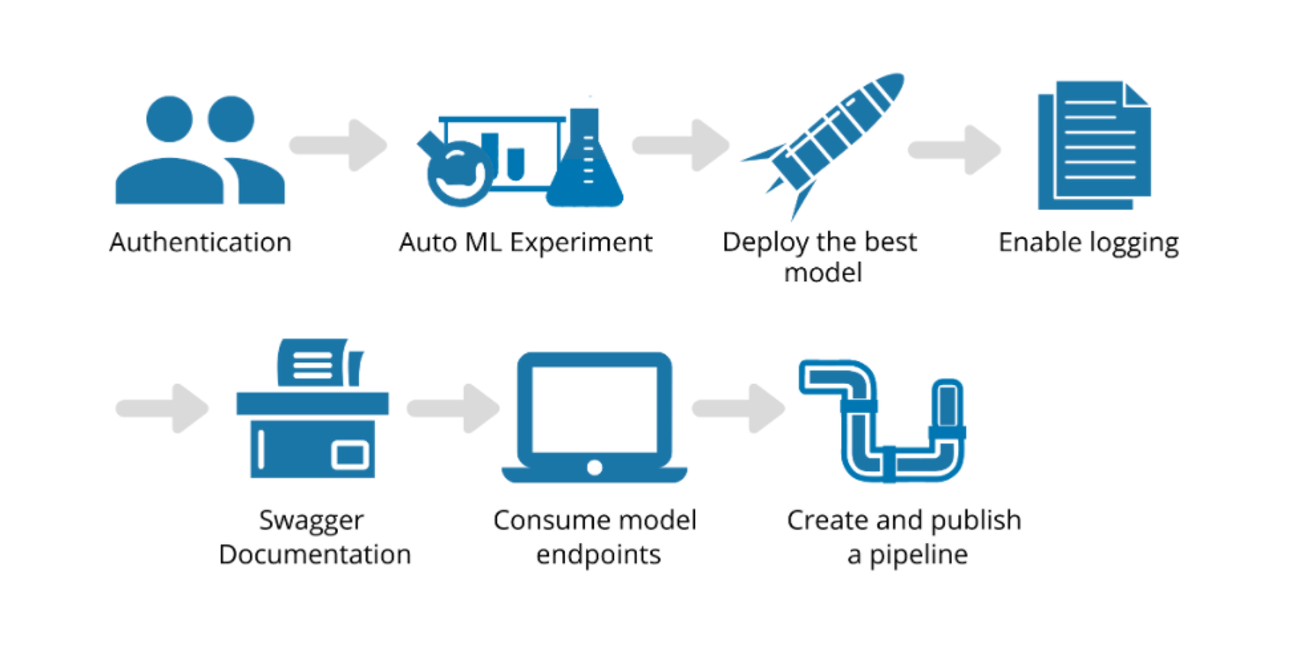 Authentication
Auto ML Experiment
Deploy the best
model
Enable logging
Swagger
Documentation
Consume model
endpoints
Create and publish
a pipeline